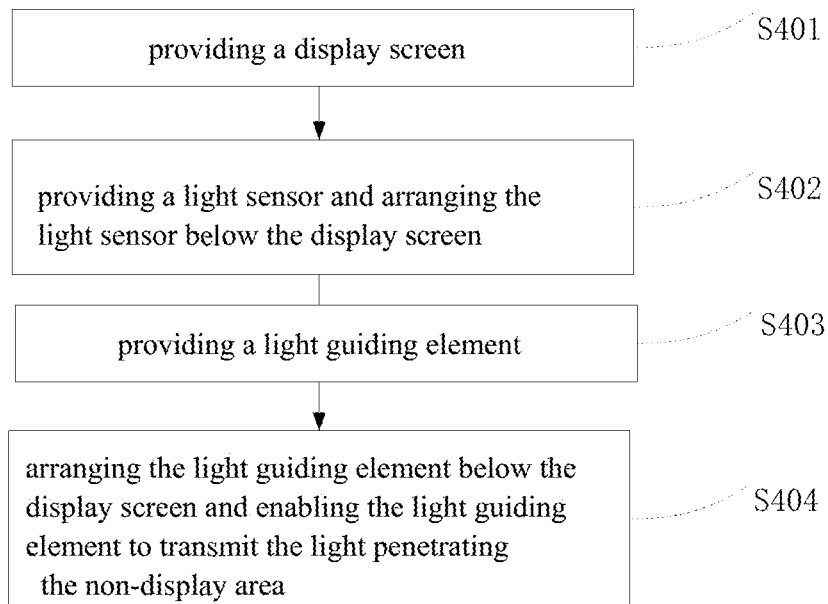 providing a display screen
S401
providing a light sensor and arranging the
light sensor below the display screen
S402
providing a light guiding element
S403
arranging the light guiding element below the
display screen and enabling the light guiding
element to transmit the light penetrating
the non-display area
S404